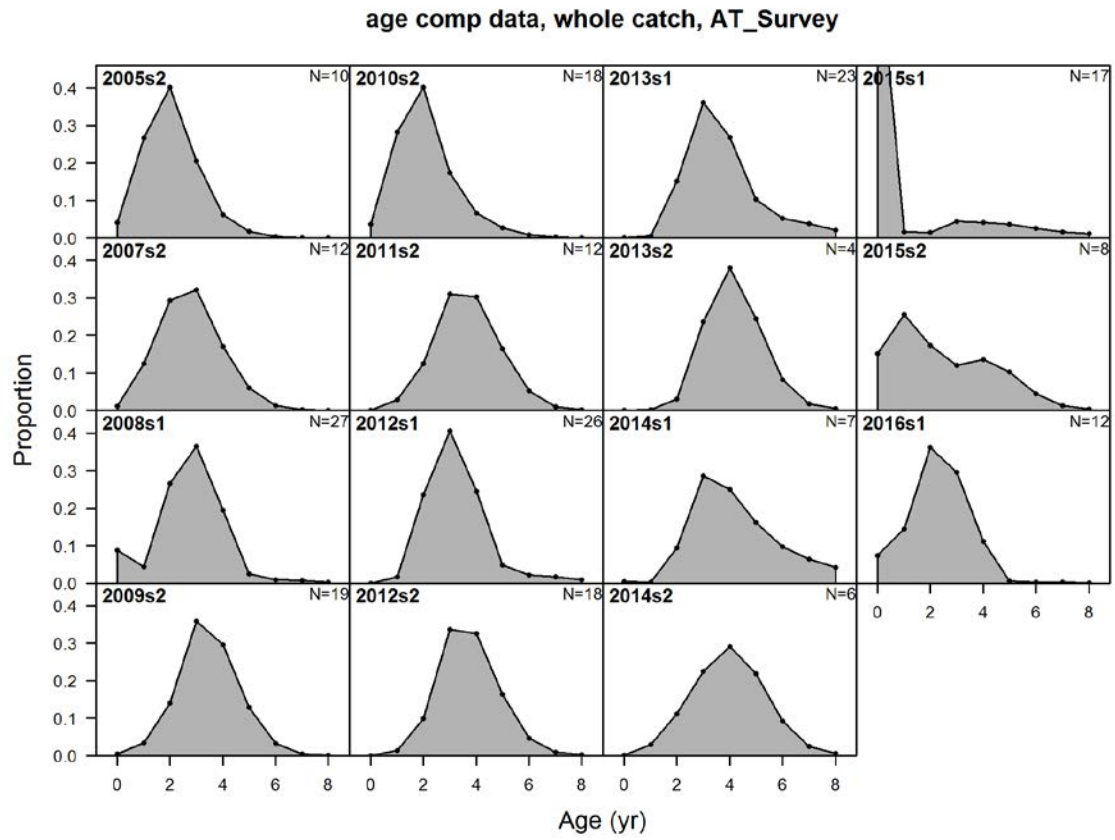 age comp data, whole catch, AT_Survey
2005s2 N=10 2010s2 N=18 2013s1 N=23 2015s1 N=17
0.4
0.3
0.2
0.1
0.0
2007s2 N=12 2011s2 N=12 2013s2 N=4 2015s2 N=8
0.4
0.3
0.2
0.1
0.0
2008s1 N=27 2012s1 N=26 2014s1 N=7 2016s1 N=12
0.4
0.3
0.2
0.1
0.0
0 2 4 6 8
2009s2 N=19 2012s2 N=18 2014s2 N=6
0.4
0.3
0.2
0.1
0.0
0 2 4 6 8 0 2 4 6 8 0 2 4 6 8
Proportion
Age (yr)